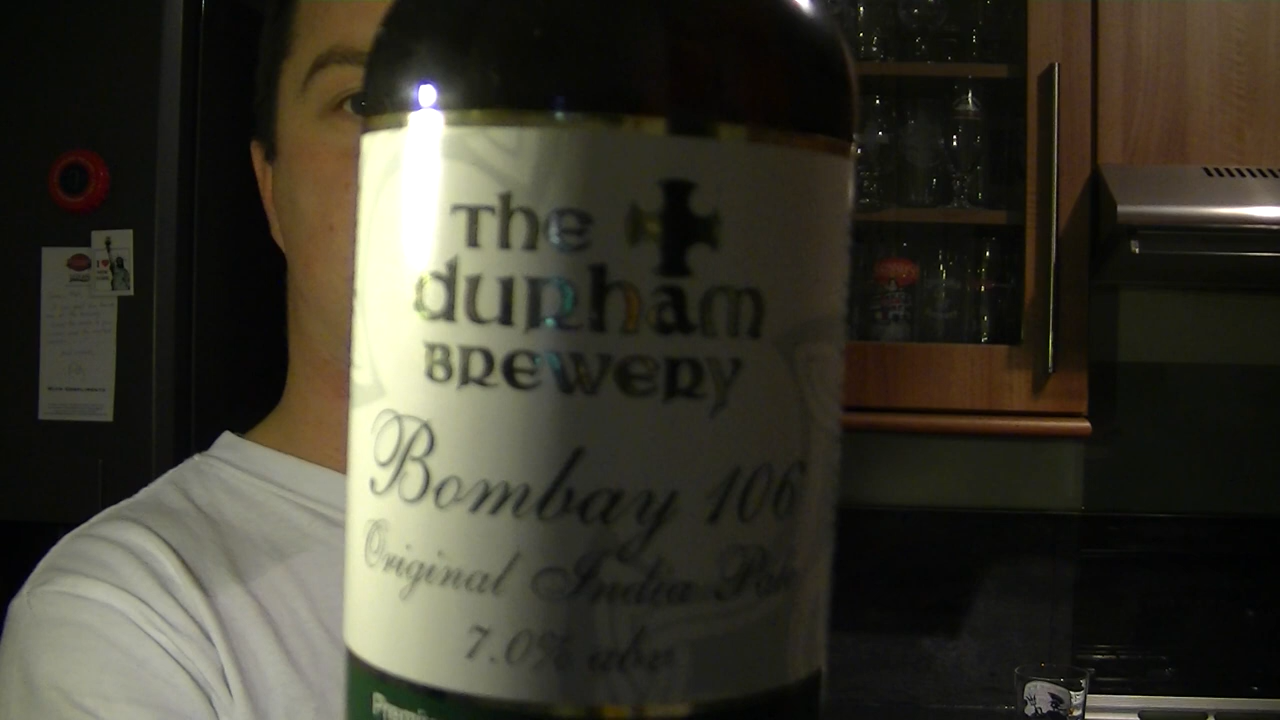 The
durham
BREWERY
Bombay 106
Original India Pale
7.0% abv